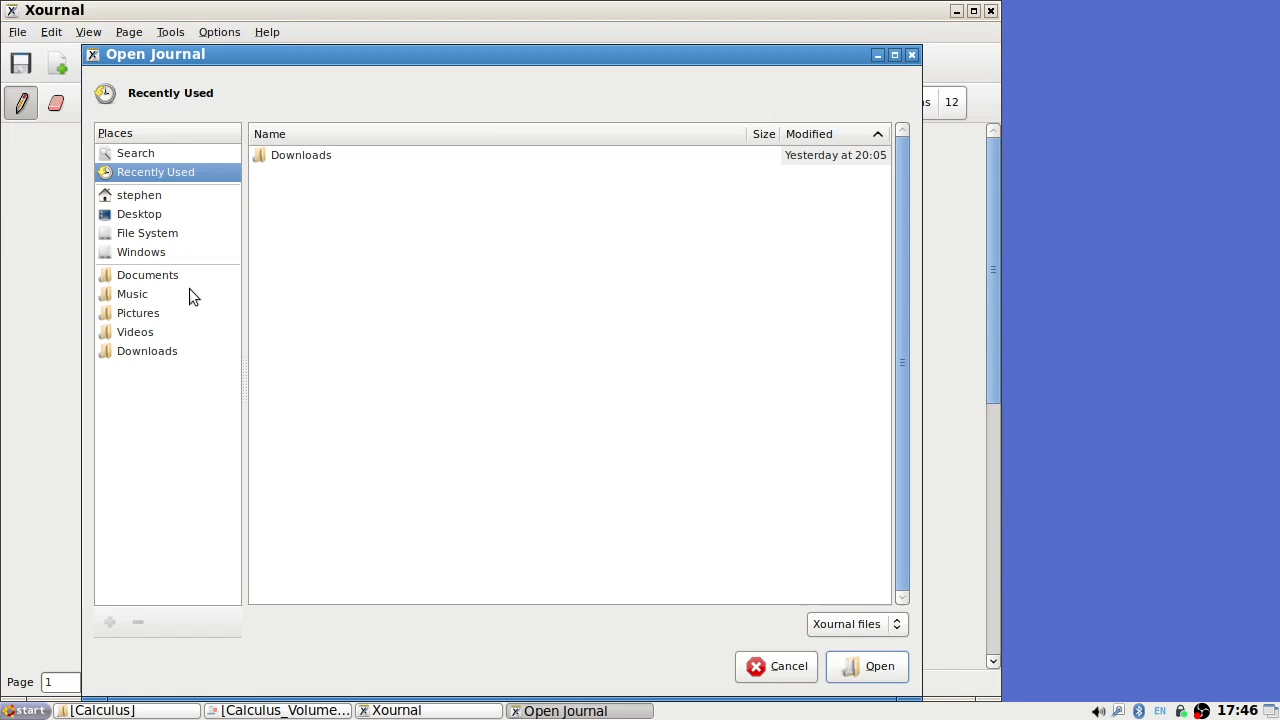 Xournal
File Edit View Page Tools Options Help
Open Journal
Recently Used
12
Places
Name Size Modified
Search
Downloads Yesterday at 20:05
Recently Used
stephen
Desktop
File System
Windows
Documents
Music
Pictures
Videos
Downloads
Xournal files
Cancel Open
Page 1
start [Calculus] [Calculus_Volume... Xournal Open Journal EN 17:46